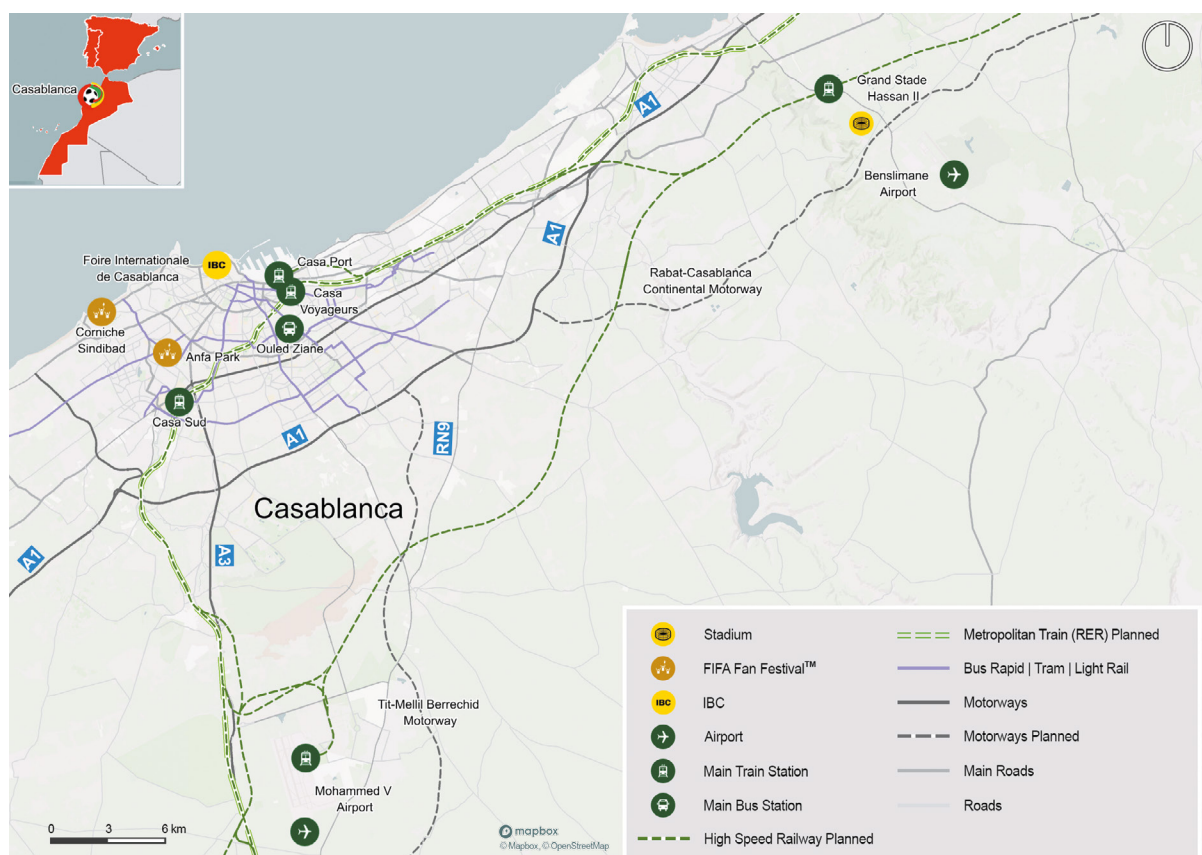 Casablanca
Grand Stade
Hassan II
Benslimane
Airport
A1
A1
Foire Internationale
de Casablanca
IBC
Casa Port
Casa
Voyageurs
Rabat-Casablanca
Continental Motorway
Corniche
Sindibad
Anfa Park
Ouled Ziane
Casa Sud
A1
RN9
Casablanca
A1
A3
Tit-Mellil Berrechid
Motorway
Mohammed V
Airport
0 3 6 km
mapbox
© Mapbox, © OpenStreetMap
Stadium
FIFA Fan Festival™
IBC
IBC
Airport
Main Train Station
Main Bus Station
High Speed Railway Planned
Metropolitan Train (RER) Planned
Bus Rapid | Tram | Light Rail
Motorways
Motorways Planned
Main Roads
Roads